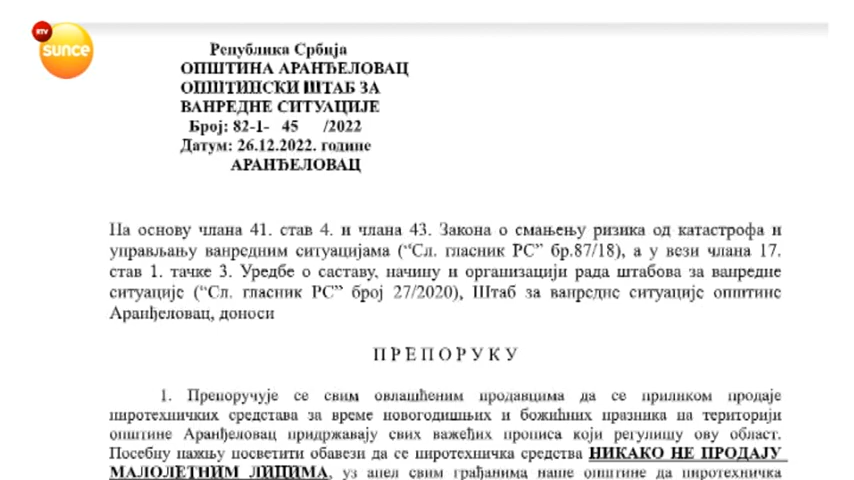 RTV
sunce
Република Србија
ОПШТИНА АРАНЂЕЛОВАЦ
ОПШТИНСКИ ШТАБ ЗА
ВАНРЕДНЕ СИТУАЦИЈЕ
Број: 82-1- 45 /2022
Датум: 26.12.2022. године
АРАНЂЕЛОВАЦ
На основу члана 41. став 4. и члана 43. Закона о смањењу ризика од катастрофа и
управљању ванредним ситуацијама (“Сл. гласник РС” бр.87/18), а у вези члана 17.
став 1. тачке 3. Уредбе о саставу, начину и организацији рада штабова за ванредне
ситуације (“Сл. гласник РС” број 27/2020), Штаб за ванредне ситуације општине
Аранђеловац, доноси
П Р Е П О Р У К У
1. Препоручује се свим овлашћеним продавцима да се приликом продаје
пиротехничких средстава за време новогодишњих и божићних празника на територији
општине Аранђеловац придржавају свих важећих прописа који регулишу ову област.
Посебну пажњу посветити обавези да се пиротехничка средства НИКАКО НЕ ПРОДАЈУ
МАЛОЛЕТНИМ ЛИЦИМА, уз апел свим грађанима наше општине да пиротехничка